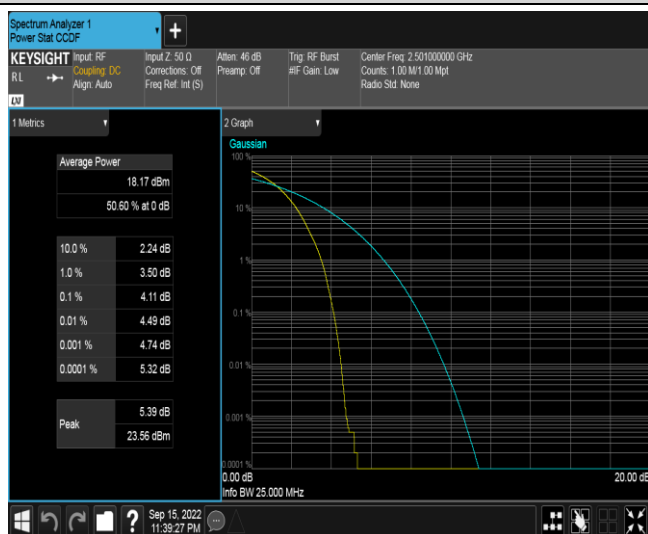 Spectrum Analyzer 1
Power Stat CCDF
+
KEYSIGHT
RL
LXI
Input: RF
Coupling: DC
Align: Auto
Input Z: 50 Ω
Corrections: Off
Freq Ref: Int (S)
Atten: 46 dB
Preamp: Off
Trig: RF Burst
#IF Gain: Low
Center Freq: 2.501000000 GHz
Counts: 1.00 M/1.00 Mpt
Radio Std: None
1 Metrics
Average Power
18.17 dBm
50.60 % at 0 dB
10.0 % 2.24 dB
1.0 % 3.50 dB
0.1 % 4.11 dB
0.01 % 4.49 dB
0.001 % 4.74 dB
0.0001 % 5.32 dB
Peak
5.39 dB
23.56 dBm
2 Graph
Gaussian
100 %
10 %
1 %
0.1 %
0.01 %
0.001 %
0.0001 %
0.00 dB
20.00 dB
Info BW 25.000 MHz
?
Sep 15, 2022
11:39:27 PM